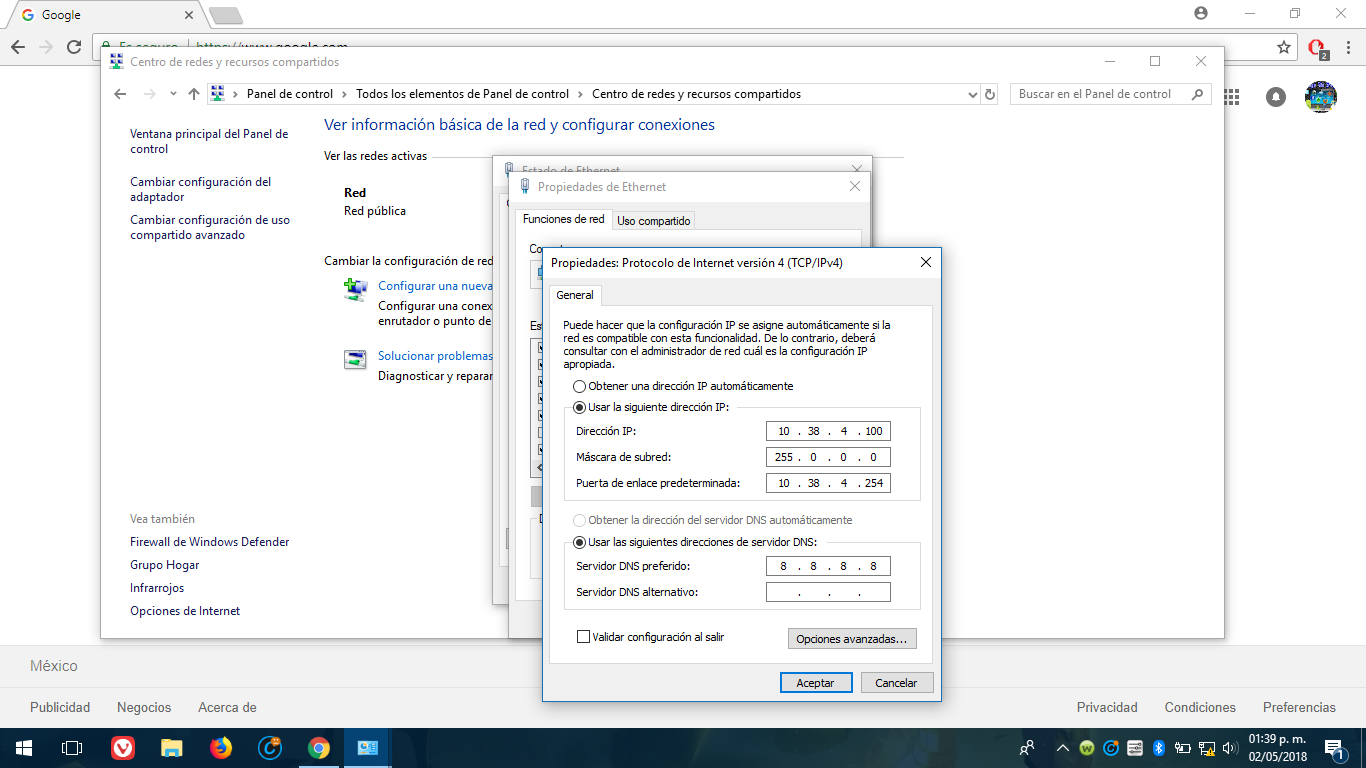 Google
Es seguro
https://www.google.com
2
Centro de redes y recursos compartidos
Panel de control
Todos los elementos de Panel de control
Centro de redes y recursos compartidos
Buscar en el Panel de control
Ventana principal del Panel de
control
Cambiar configuración del
adaptador
Cambiar configuración de uso
compartido avanzado
Ver información básica de la red y configurar conexiones
Ver las redes activas
Red
Red pública
Cambiar la configuración de red
Configurar una nueva
Configurar una conex
enrutador o punto de
Solucionar problemas
Diagnosticar y reparar
Vea también
Firewall de Windows Defender
Grupo Hogar
Infrarrojos
Opciones de Internet
Estado de Ethernet
Propiedades de Ethernet
Funciones de red
Uso compartido
Propiedades: Protocolo de Internet versión 4 (TCP/IPv4)
General
Puede hacer que la configuración IP se asigne automáticamente si la
red es compatible con esta funcionalidad. De lo contrario, deberá
consultar con el administrador de red cuál es la configuración IP
apropiada.
Obtener una dirección IP automáticamente
Usar la siguiente dirección IP:
Dirección IP: 10 . 38 . 4 . 100
Máscara de subred: 255 . 0 . 0 . 0
Puerta de enlace predeterminada: 10 . 38 . 4 . 254
Obtener la dirección del servidor DNS automáticamente
Usar las siguientes direcciones de servidor DNS:
Servidor DNS preferido: 8 . 8 . 8 . 8
Servidor DNS alternativo: . . .
Validar configuración al salir
Opciones avanzadas...
Aceptar
Cancelar
México
Publicidad
Negocios
Acerca de
Privacidad
Condiciones
Preferencias
01:39 p. m.
02/05/2018
1